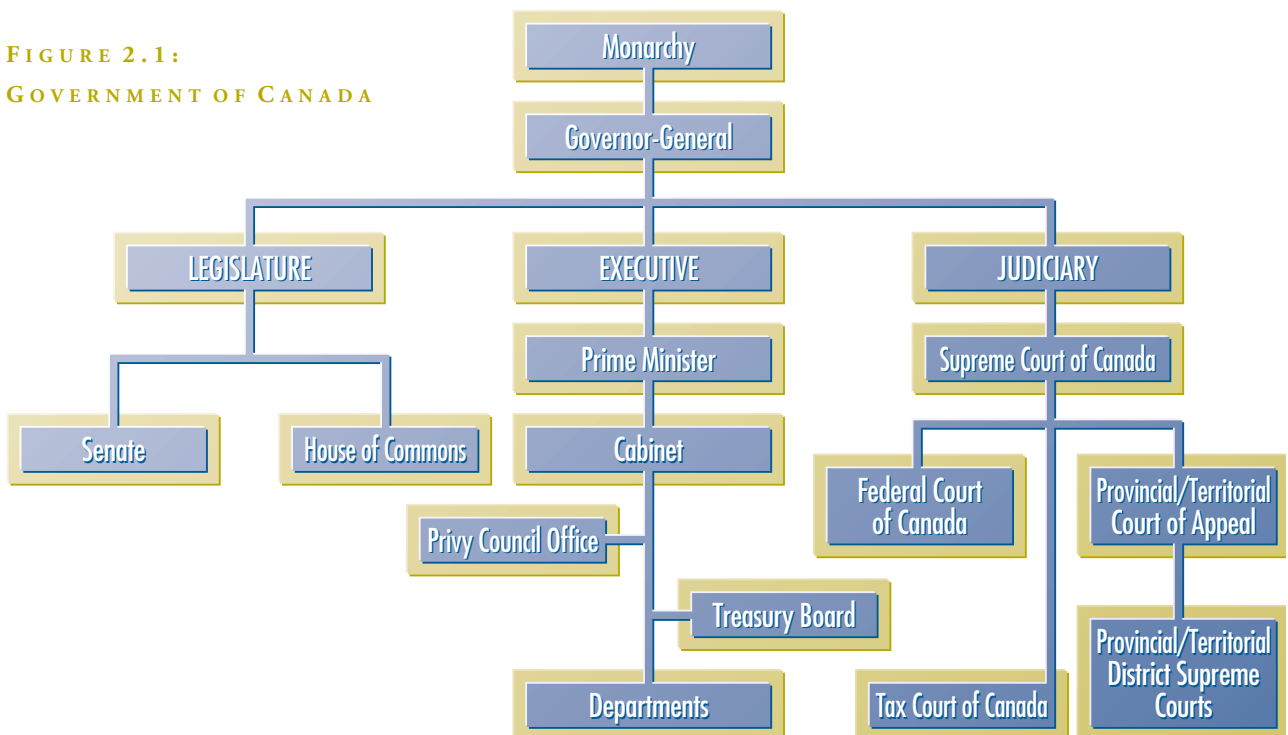 FIGURE 2.1:
GOVERNMENT OF CANADA
Monarchy
Governor-General
LEGISLATURE
EXECUTIVE
JUDICIARY
Prime Minister
Supreme Court of Canada
Senate
House of Commons
Cabinet
Federal Court
of Canada
Provincial/Territorial
Court of Appeal
Privy Council Office
Treasury Board
Departments
Tax Court of Canada
Provincial/Territorial
District Supreme
Courts